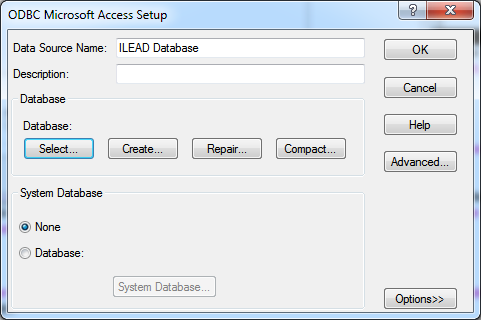 ODBC Microsoft Access Setup
Data Source Name: ILEAD Database
OK
Description:
Cancel
Database
Help
Database:
Select... Create... Repair... Compact...
Advanced...
System Database
None
Database:
System Database...
Options>>